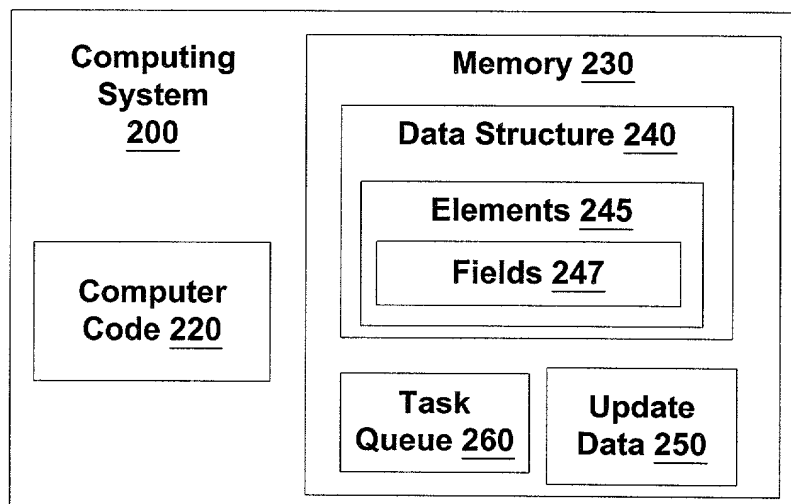 Computing
System
200
Memory 230
Data Structure 240
Elements 245
Fields 247
Computer
Code 220
Task
Queue 260
Update
Data 250